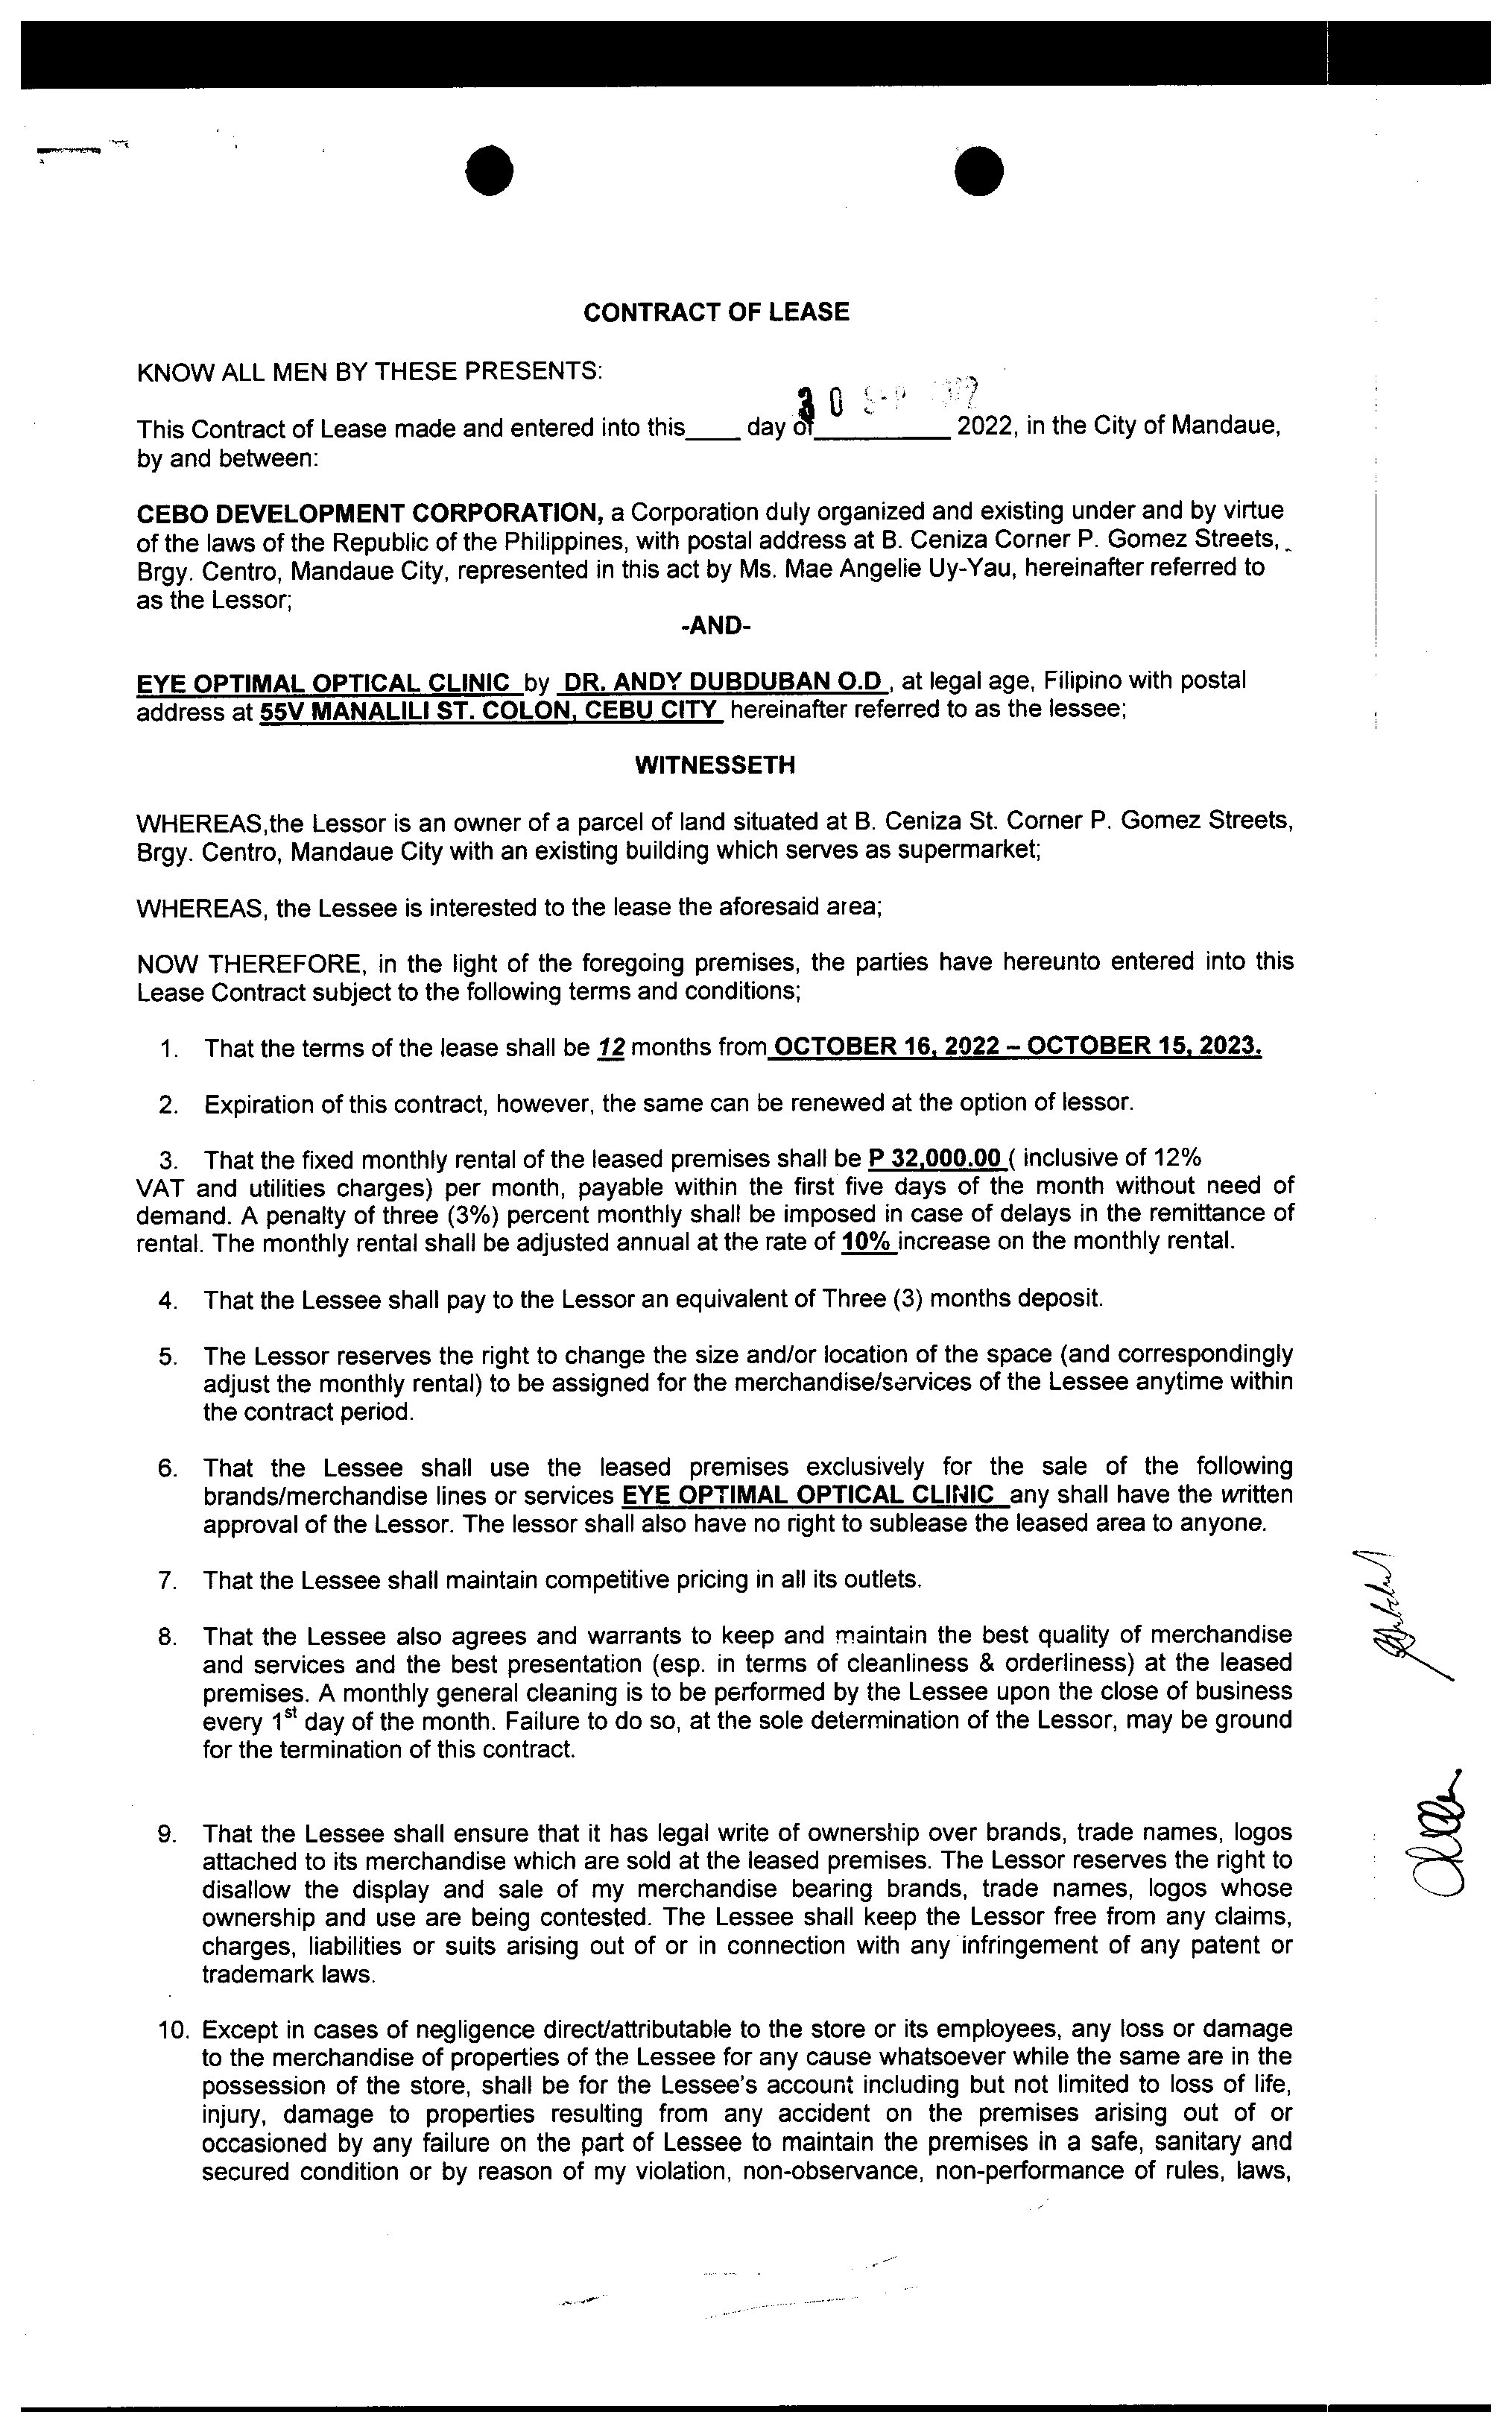 CONTRACT OF LEASE
KNOW ALL MEN BY THESE PRESENTS:
30 SEP 2022
This Contract of Lease made and entered into this____ day of__________ 2022, in the City of Mandaue,
by and between:
CEBO DEVELOPMENT CORPORATION, a Corporation duly organized and existing under and by virtue
of the laws of the Republic of the Philippines, with postal address at B. Ceniza Corner P. Gomez Streets,
Brgy. Centro, Mandaue City, represented in this act by Ms. Mae Angelie Uy-Yau, hereinafter referred to
as the Lessor;
-AND-
EYE OPTIMAL OPTICAL CLINIC by DR. ANDY DUBDUBAN O.D , at legal age, Filipino with postal
address at 55V MANALILI ST. COLON, CEBU CITY hereinafter referred to as the lessee;
WITNESSETH
WHEREAS,the Lessor is an owner of a parcel of land situated at B. Ceniza St. Corner P. Gomez Streets,
Brgy. Centro, Mandaue City with an existing building which serves as supermarket;
WHEREAS, the Lessee is interested to the lease the aforesaid area;
NOW THEREFORE, in the light of the foregoing premises, the parties have hereunto entered into this
Lease Contract subject to the following terms and conditions;
1. That the terms of the lease shall be 12 months from OCTOBER 16, 2022 – OCTOBER 15, 2023.
2. Expiration of this contract, however, the same can be renewed at the option of lessor.
3. That the fixed monthly rental of the leased premises shall be P 32,000.00 ( inclusive of 12%
VAT and utilities charges) per month, payable within the first five days of the month without need of
demand. A penalty of three (3%) percent monthly shall be imposed in case of delays in the remittance of
rental. The monthly rental shall be adjusted annual at the rate of 10% increase on the monthly rental.
4. That the Lessee shall pay to the Lessor an equivalent of Three (3) months deposit.
5. The Lessor reserves the right to change the size and/or location of the space (and correspondingly
adjust the monthly rental) to be assigned for the merchandise/services of the Lessee anytime within
the contract period.
6. That the Lessee shall use the leased premises exclusively for the sale of the following
brands/merchandise lines or services EYE OPTIMAL OPTICAL CLINIC any shall have the written
approval of the Lessor. The lessor shall also have no right to sublease the leased area to anyone.
7. That the Lessee shall maintain competitive pricing in all its outlets.
8. That the Lessee also agrees and warrants to keep and maintain the best quality of merchandise
and services and the best presentation (esp. in terms of cleanliness & orderliness) at the leased
premises. A monthly general cleaning is to be performed by the Lessee upon the close of business
every 1st day of the month. Failure to do so, at the sole determination of the Lessor, may be ground
for the termination of this contract.
9. That the Lessee shall ensure that it has legal write of ownership over brands, trade names, logos
attached to its merchandise which are sold at the leased premises. The Lessor reserves the right to
disallow the display and sale of my merchandise bearing brands, trade names, logos whose
ownership and use are being contested. The Lessee shall keep the Lessor free from any claims,
charges, liabilities or suits arising out of or in connection with any infringement of any patent or
trademark laws.
10. Except in cases of negligence direct/attributable to the store or its employees, any loss or damage
to the merchandise of properties of the Lessee for any cause whatsoever while the same are in the
possession of the store, shall be for the Lessee's account including but not limited to loss of life,
injury, damage to properties resulting from any accident on the premises arising out of or
occasioned by any failure on the part of Lessee to maintain the premises in a safe, sanitary and
secured condition or by reason of my violation, non-observance, non-performance of rules, laws,